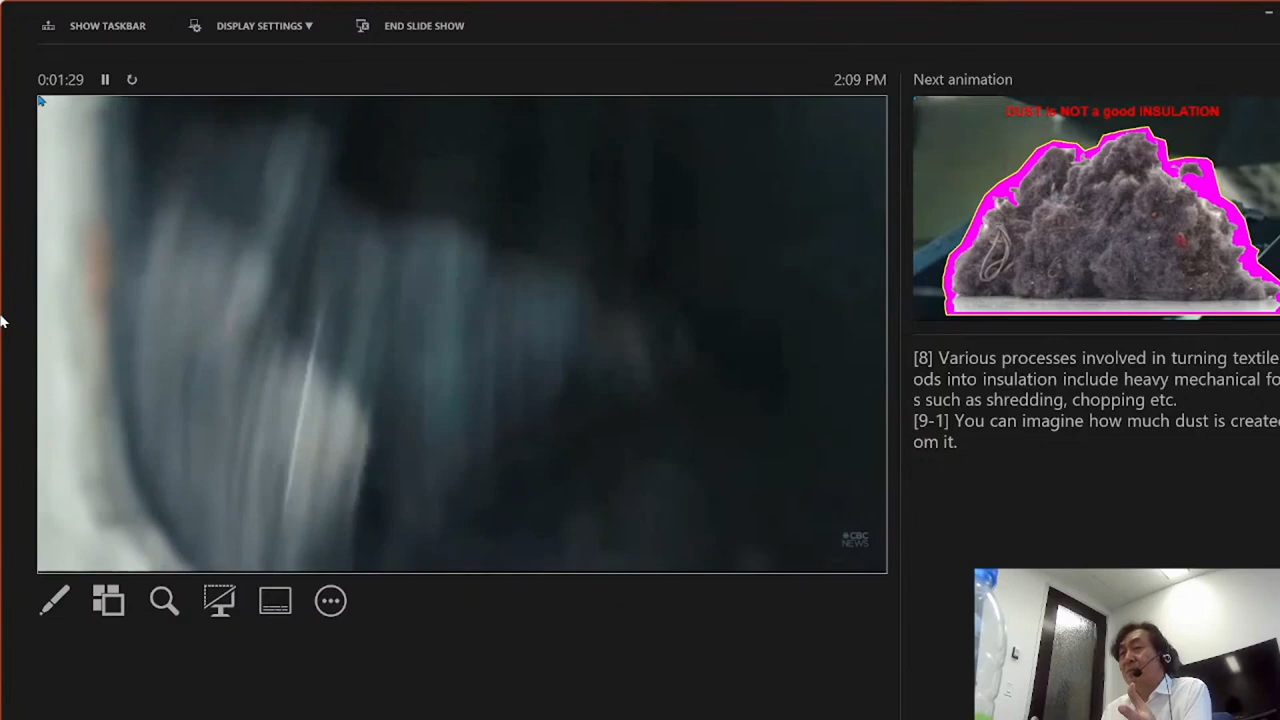 SHOW TASKBAR
DISPLAY SETTINGS ▼
END SLIDE SHOW
0:01:29
2:09 PM
Next animation
DUST is NOT a good INSULATION
[8] Various processes involved in turning textile
ods into insulation include heavy mechanical fo
s such as shredding, chopping etc.
[9-1] You can imagine how much dust is create
om it.
CBC
NEWS